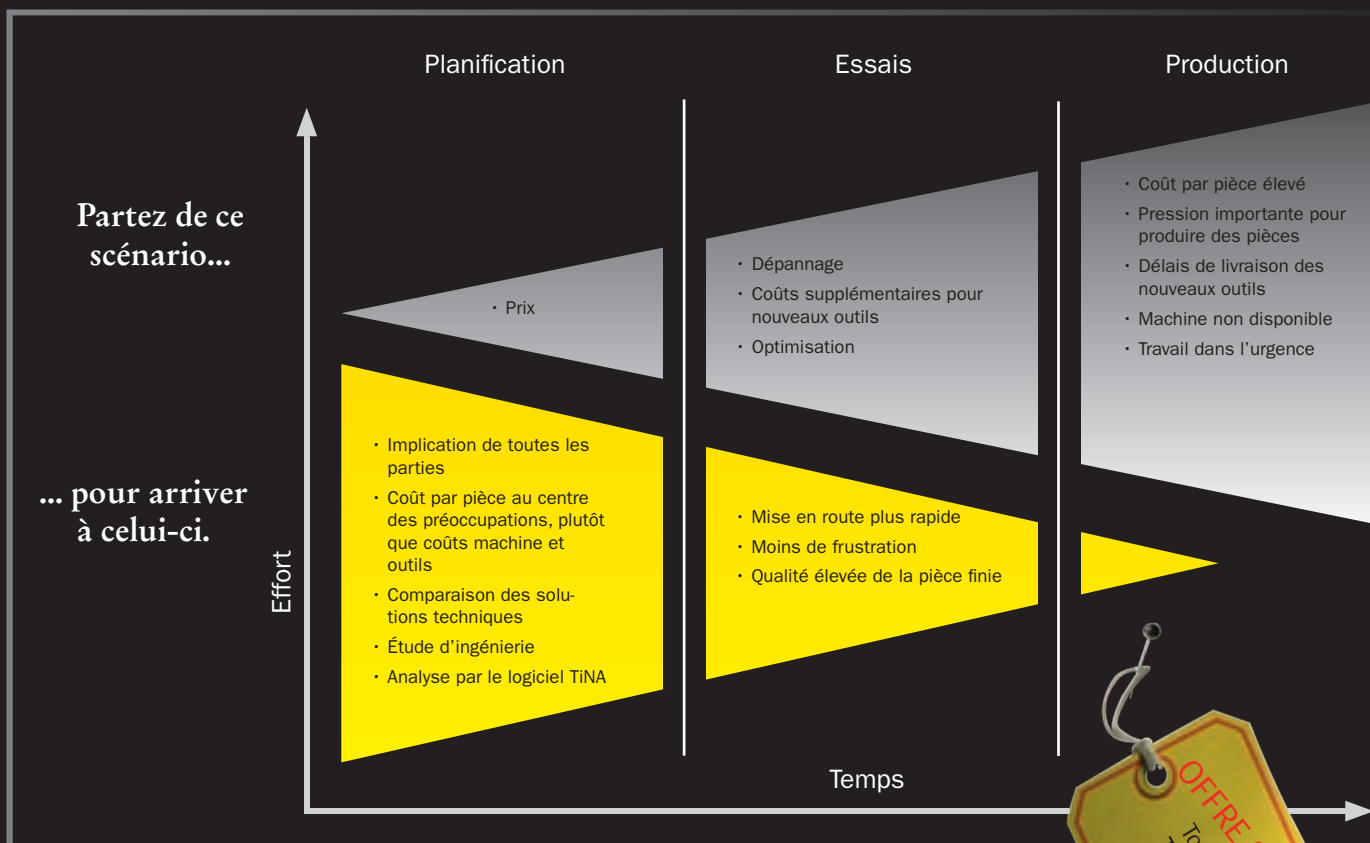 Planification
Essais
Production
Partez de ce
scénario...
· Prix
· Dépannage
· Coûts supplémentaires pour
nouveaux outils
· Optimisation
· Coût par pièce élevé
· Pression importante pour
produire des pièces
· Délais de livraison des
nouveaux outils
· Machine non disponible
· Travail dans l'urgence
... pour arriver
à celui-ci.
Effort
· Implication de toutes les
parties
· Coût par pièce au centre
des préoccupations, plutôt
que coûts machine et
outils
· Comparaison des solu-
tions techniques
· Étude d'ingénierie
· Analyse par le logiciel TiNA
· Mise en route plus rapide
· Moins de frustration
· Qualité élevée de la pièce finie
Temps
OFFRE